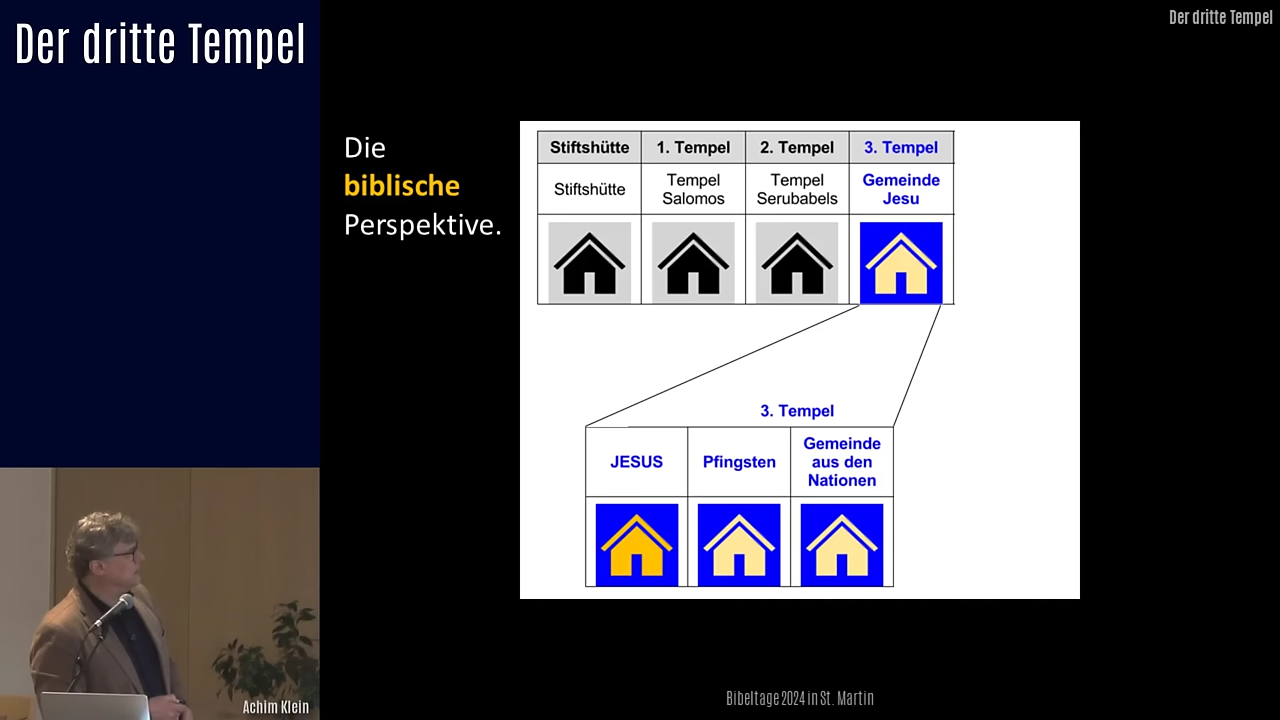 Der dritte Tempel
Der dritte Tempel
Die
biblische
Perspektive.
Stiftshütte 1. Tempel 2. Tempel 3. Tempel
Stiftshütte Tempel Salomos Tempel Serubabels Gemeinde Jesu
3. Tempel
JESUS Pfingsten Gemeinde aus den Nationen
Achim Klein
Bibeltage 2024 in St. Martin